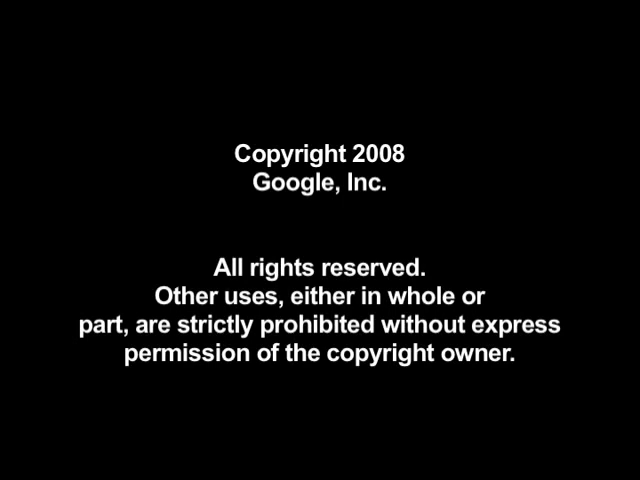 Copyright 2008
Google, Inc.
All rights reserved.
Other uses, either in whole or
part, are strictly prohibited without express
permission of the copyright owner.